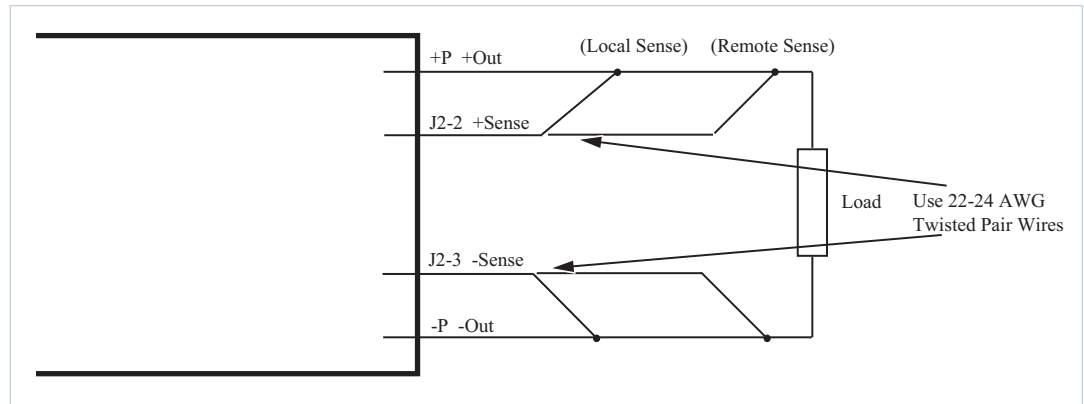 (Local Sense) (Remote Sense)
+P +Out
J2-2 +Sense
Load
Use 22-24 AWG
Twisted Pair Wires
J2-3 -Sense
-P -Out